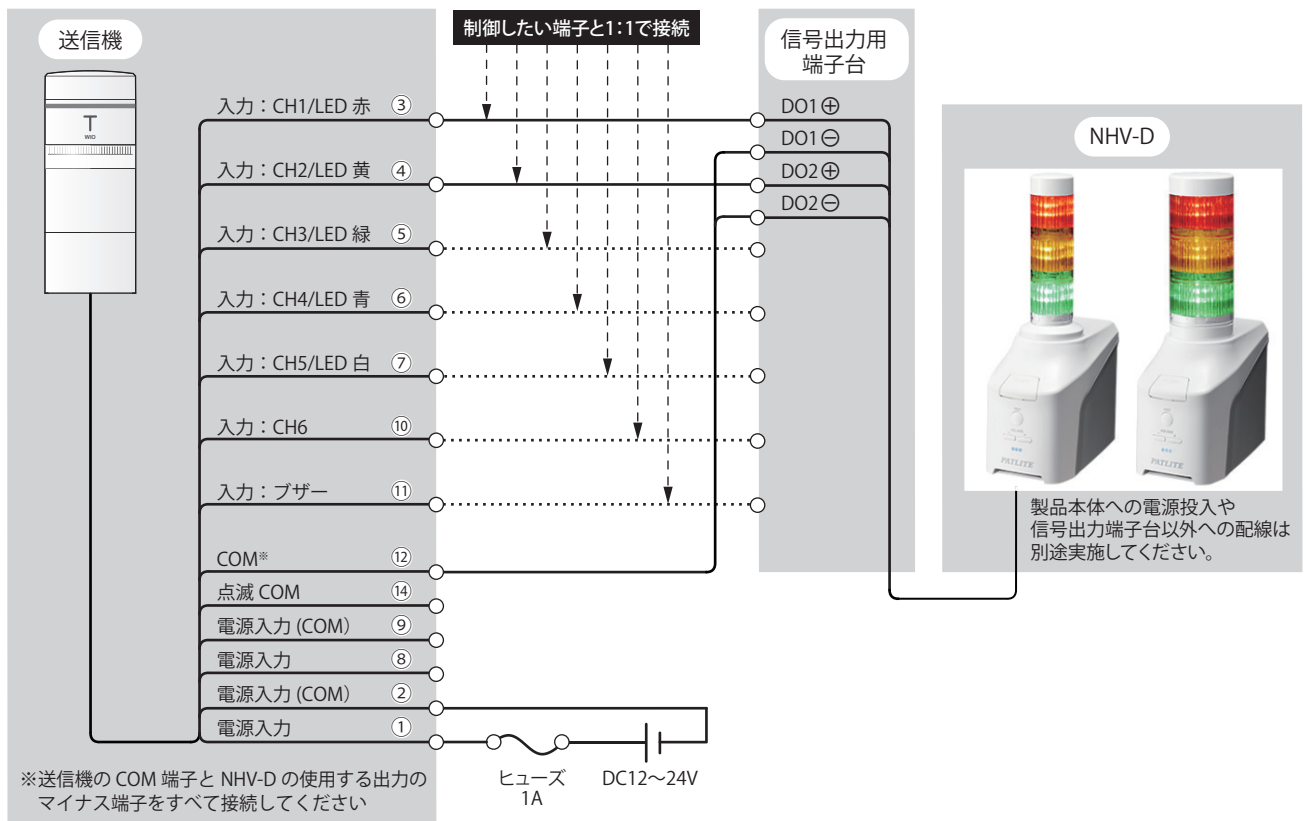 制御したい端子と1:1で接続
送信機
信号出力用
端子台
NHV-D
T
WIO
入力：CH1/LED 赤 ③
入力：CH2/LED 黄 ④
入力：CH3/LED 緑 ⑤
入力：CH4/LED 青 ⑥
入力：CH5/LED 白 ⑦
入力：CH6 ⑩
入力：ブザー ⑪
COM※ ⑫
点滅 COM ⑭
電源入力 (COM） ⑨
電源入力 ⑧
電源入力 (COM） ②
電源入力 ①
DO1⊕
DO1⊖
DO2⊕
DO2⊖
PATLITE
PATLITE
製品本体への電源投入や
信号出力端子台以外への配線は
別途実施してください。
ヒューズ
1A
DC12～24V
※送信機の COM 端子と NHV-D の使用する出力の
マイナス端子をすべて接続してください